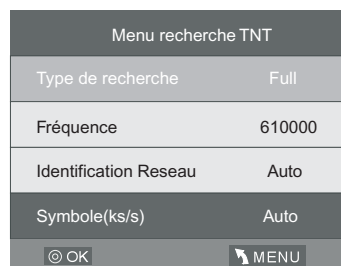 Menu recherche TNT
Type de recherche Full
Fréquence 610000
Identification Reseau Auto
Symbole(ks/s) Auto
OK MENU